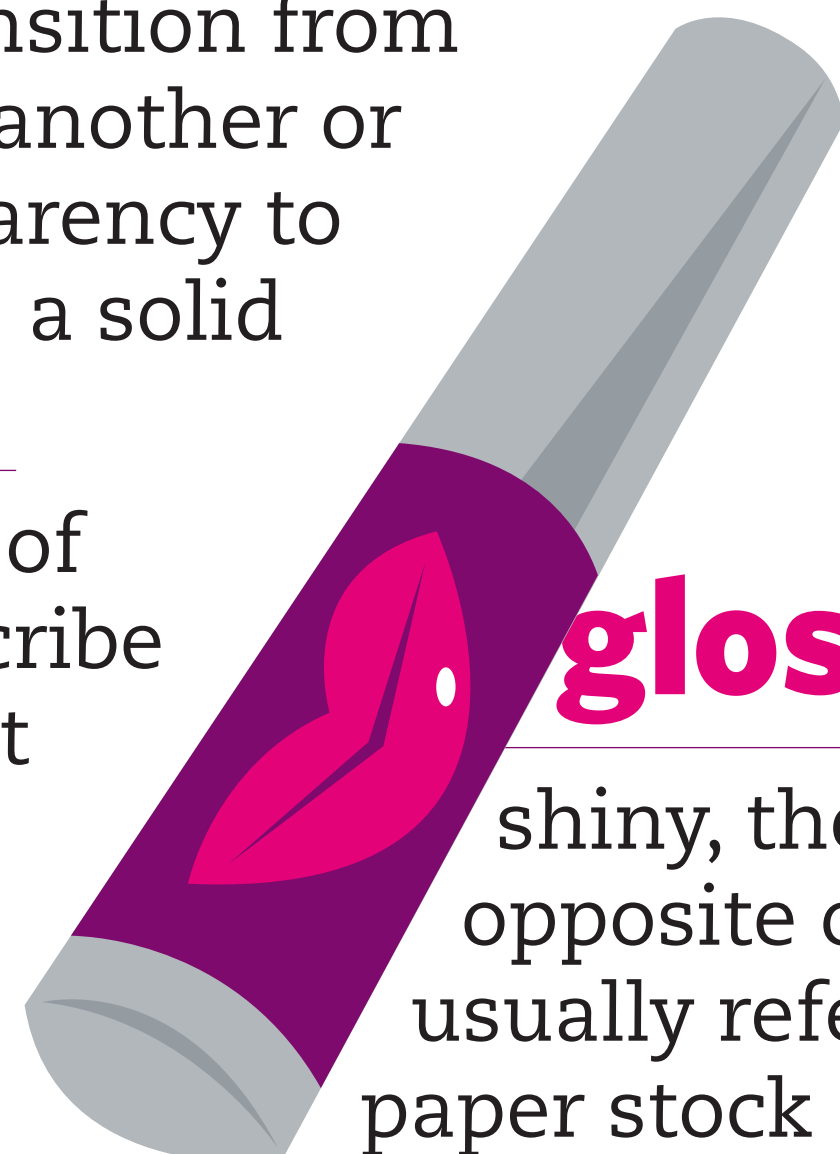 nsition from
another or
arency to
a solid
of
cribe
t
glos
shiny, the
opposite o
usually refe
paper stock